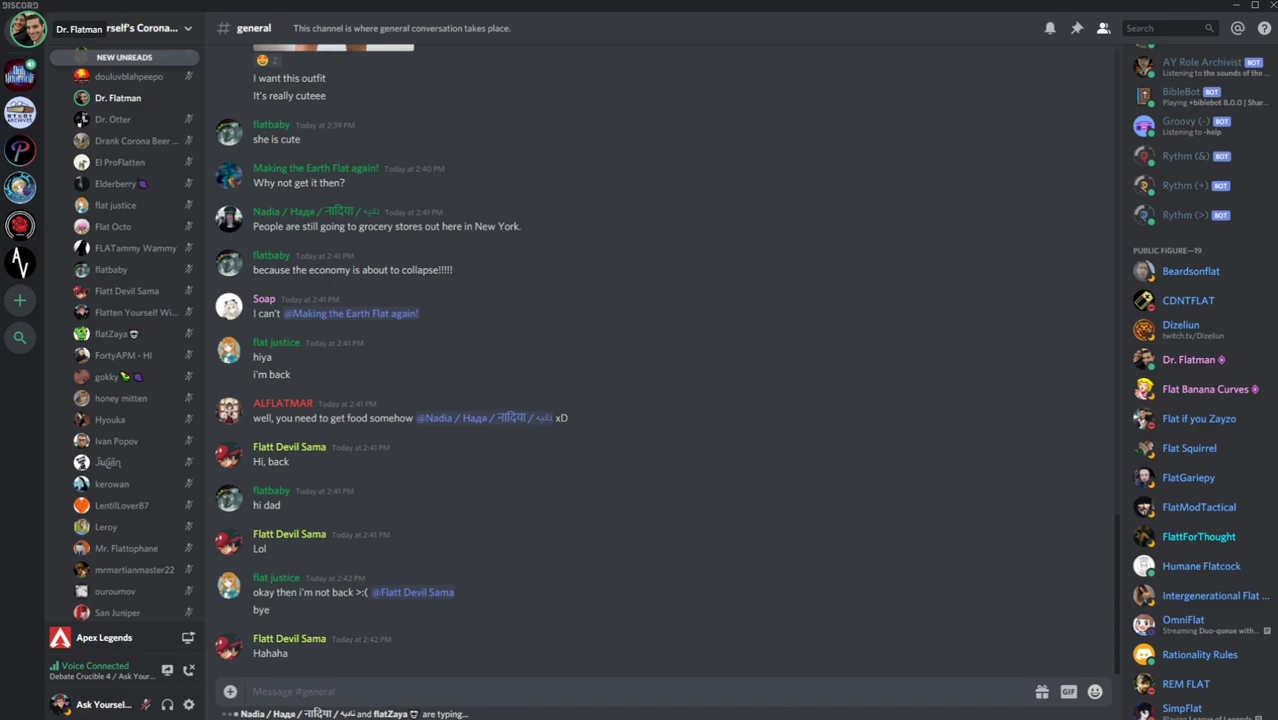 DISCORD
Dr. Flatman
rself's Corona...
NEW UNREADS
douluvblahpeepo
Dr. Flatman
Dr. Otter
Drank Corona Beer ...
El ProFlatten
Elderberry 🍇
flat justice
Flat Octo
FLATammy Wammy
flatbaby
Flatt Devil Sama
Flatten Yourself Wi...
flatZaya
FortyAPM - HI
gokky
honey mitten
Hyouka
Ivan Popov
kerowan
LentilLover87
Leroy
Mr. Flattophane
mrmartianmaster22
ouroumov
San Juniper
Apex Legends
Voice Connected
Debate Crucible 4 / Ask Your...
Ask Yoursel...
# general
This channel is where general conversation takes place.
Search
2
I want this outfit
It's really cuteee
flatbaby Today at 2:39 PM
she is cute
Making the Earth Flat again! Today at 2:40 PM
Why not get it then?
Nadia / Надя / नादिया / نادیہ Today at 2:41 PM
People are still going to grocery stores out here in New York.
flatbaby Today at 2:41 PM
because the economy is about to collapse!!!!!
Soap Today at 2:41 PM
I can't @Making the Earth Flat again!
flat justice Today at 2:41 PM
hiya
i'm back
ALFLATMAR Today at 2:41 PM
well, you need to get food somehow @Nadia / Надя / नादिया / نادیہ xD
Flatt Devil Sama Today at 2:41 PM
Hi, back
flatbaby Today at 2:41 PM
hi dad
Flatt Devil Sama Today at 2:41 PM
Lol
flat justice Today at 2:42 PM
okay then i'm not back >:( @Flatt Devil Sama
bye
Flatt Devil Sama Today at 2:42 PM
Hahaha
Message #general
GIF
Nadia / Надя / नादिया / نادیہ and flatZaya are typing...
AY Role Archivist BOT
Listening to the sounds of the ...
BibleBot BOT
Playing +biblebot 8.0.0 | Shar...
Groovy (-) BOT
Listening to -help
Rythm (&) BOT
Rythm (+) BOT
Rythm (>) BOT
PUBLIC FIGURE—19
Beardsonflat
CDNTFLAT
Dizeliun
twitch.tv/Dizeliun
Dr. Flatman
Flat Banana Curves
Flat if you Zayzo
Flat Squirrel
FlatGariepy
FlatModTactical
FlattForThought
Humane Flatcock
Intergenerational Flat ...
OmniFlat
Streaming Duo-queue with...
Rationality Rules
REM FLAT
SimpFlat
Playing League of Legends